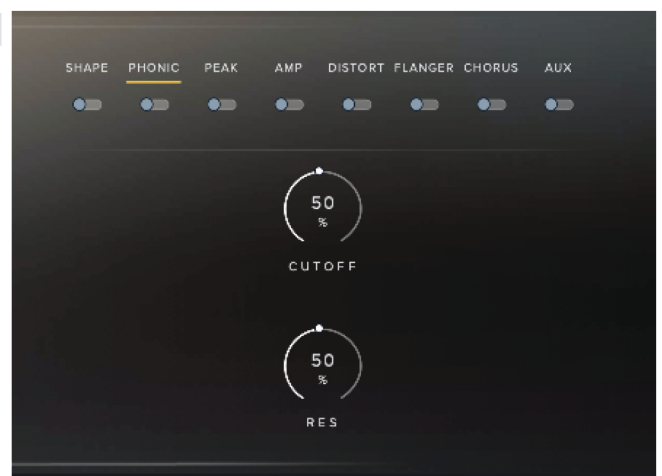 SHAPE PHONIC PEAK AMP DISTORT FLANGER CHORUS AUX
50
%
CUTOFF
50
%
RES